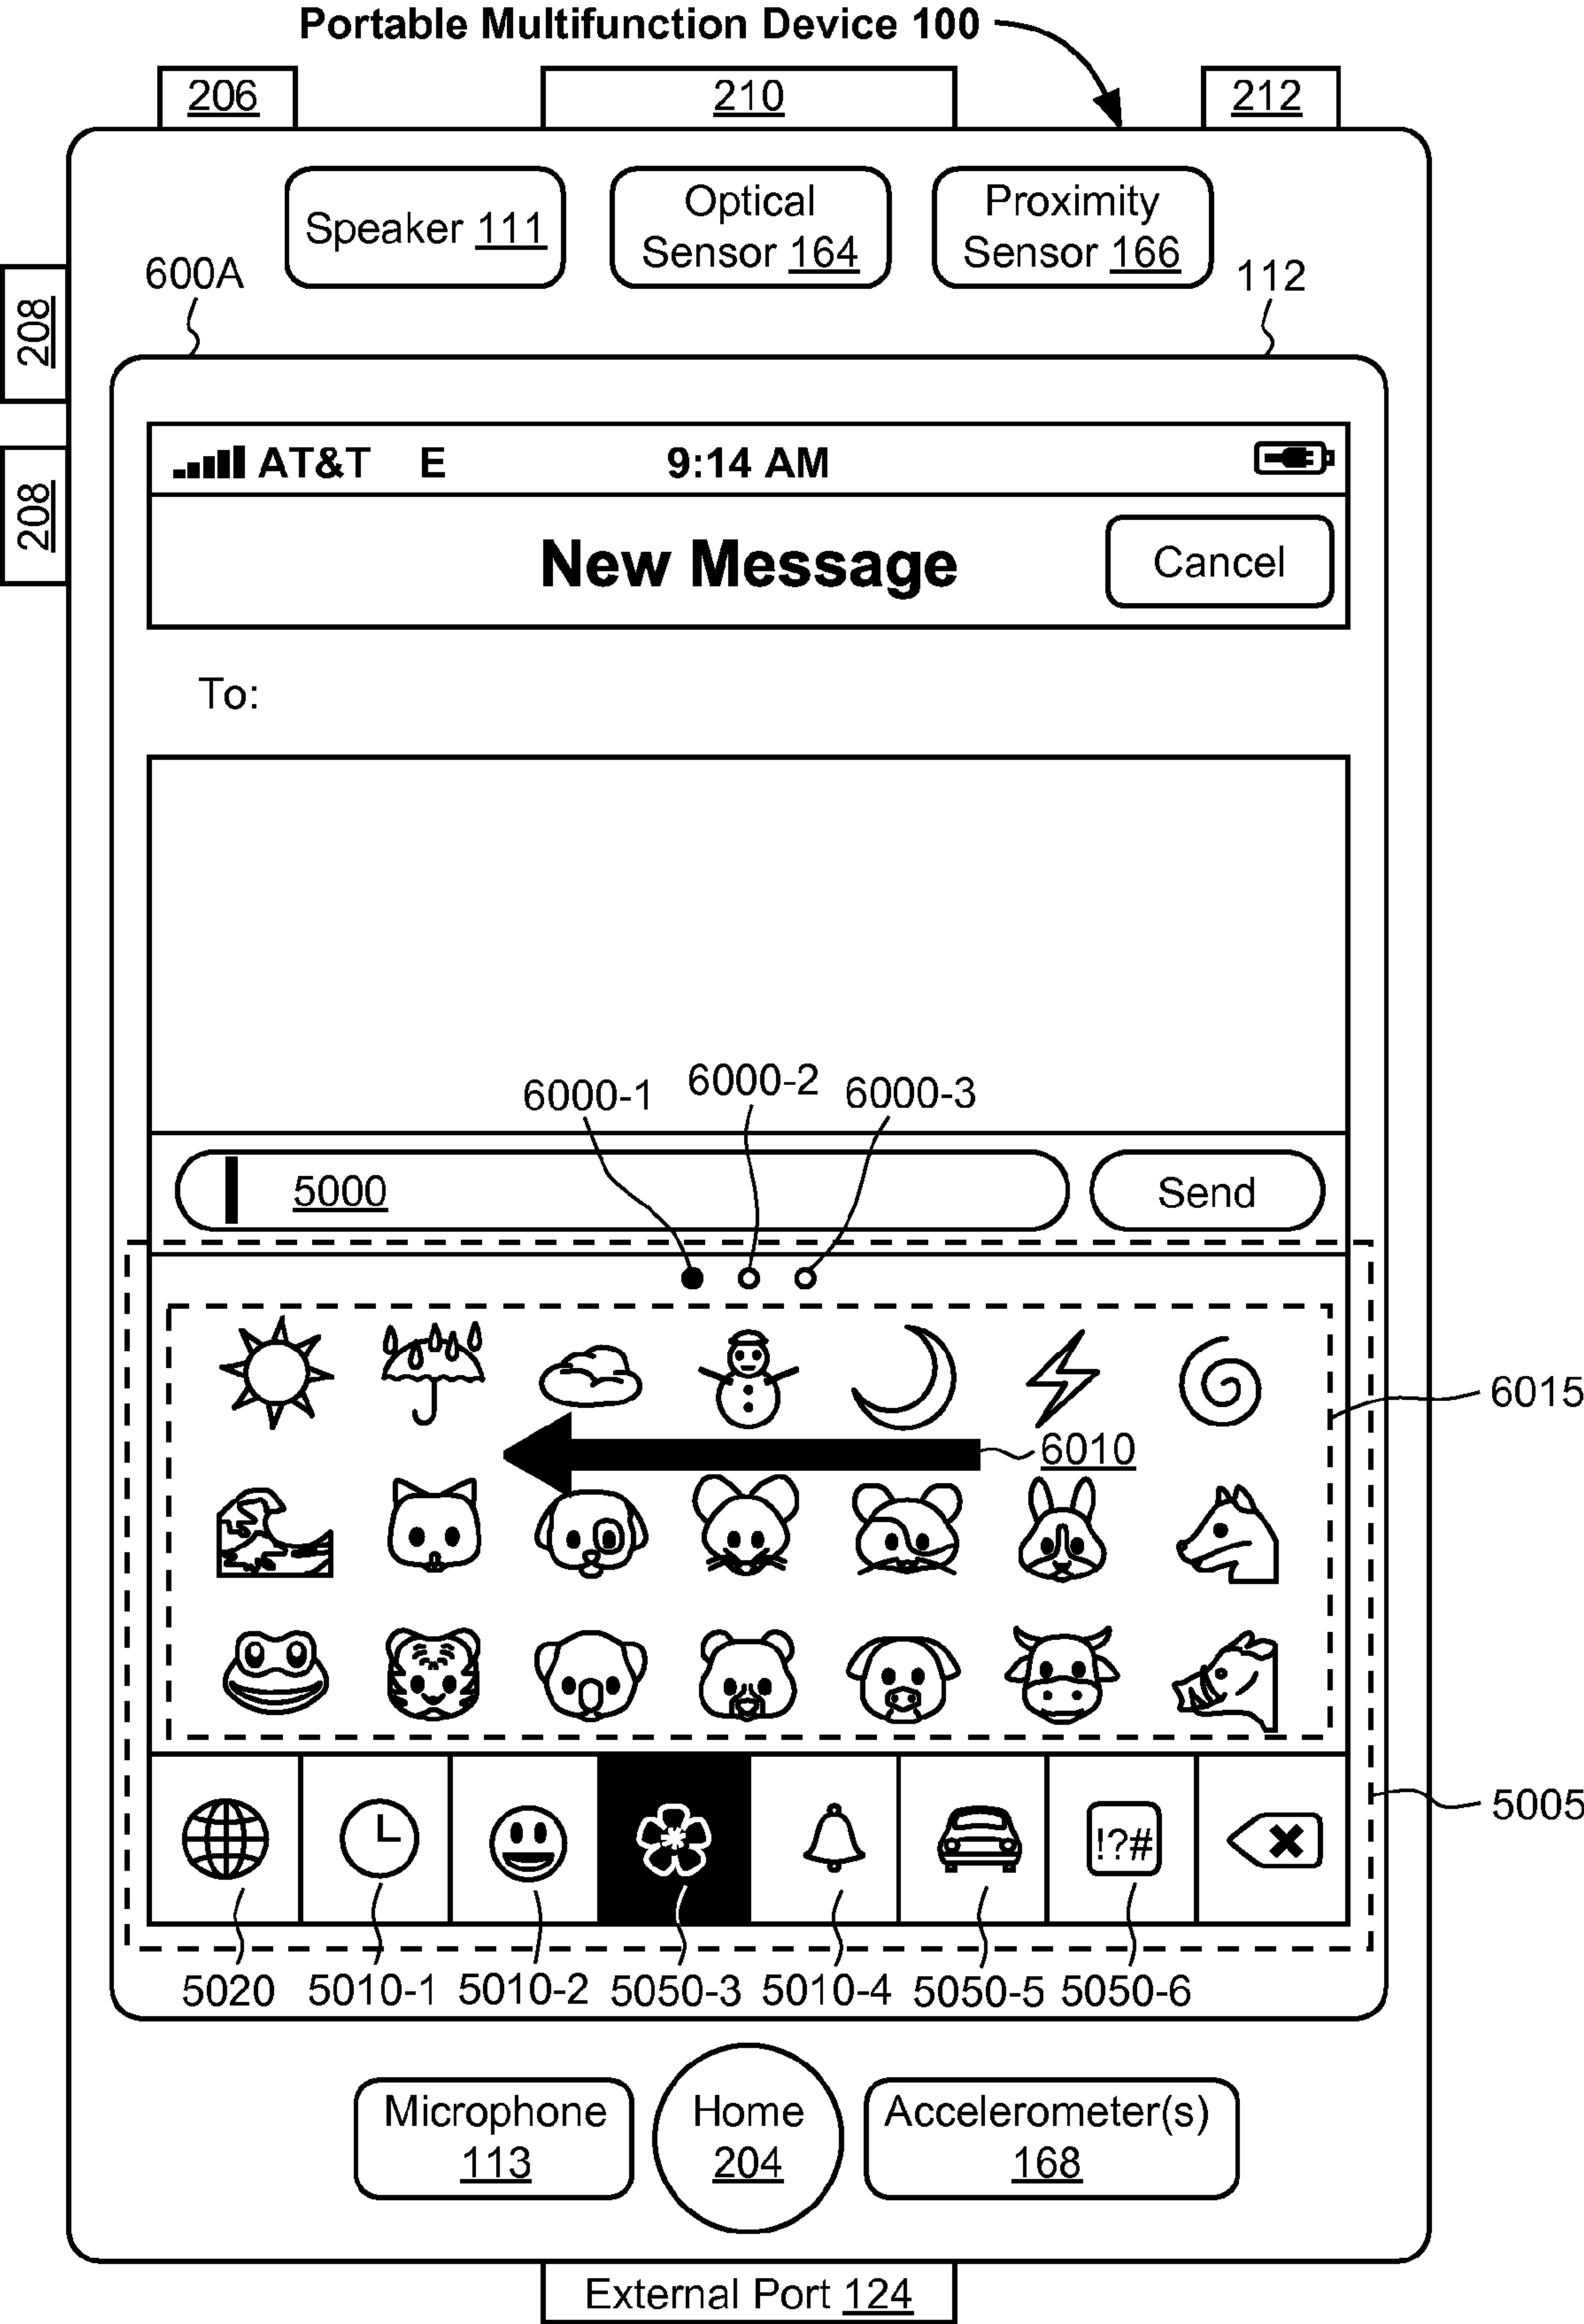 Portable Multifunction Device 100
206
210
212
Speaker 111
Optical
Sensor 164
Proximity
Sensor 166
600A
112
208
208
AT&T E 9:14 AM
New Message
Cancel
To:
6000-1
6000-2
6000-3
5000
Send
6015
6010
5005
!?#
5020
5010-1
5010-2
5050-3
5010-4
5050-5
5050-6
Microphone
113
Home
204
Accelerometer(s)
168
External Port 124